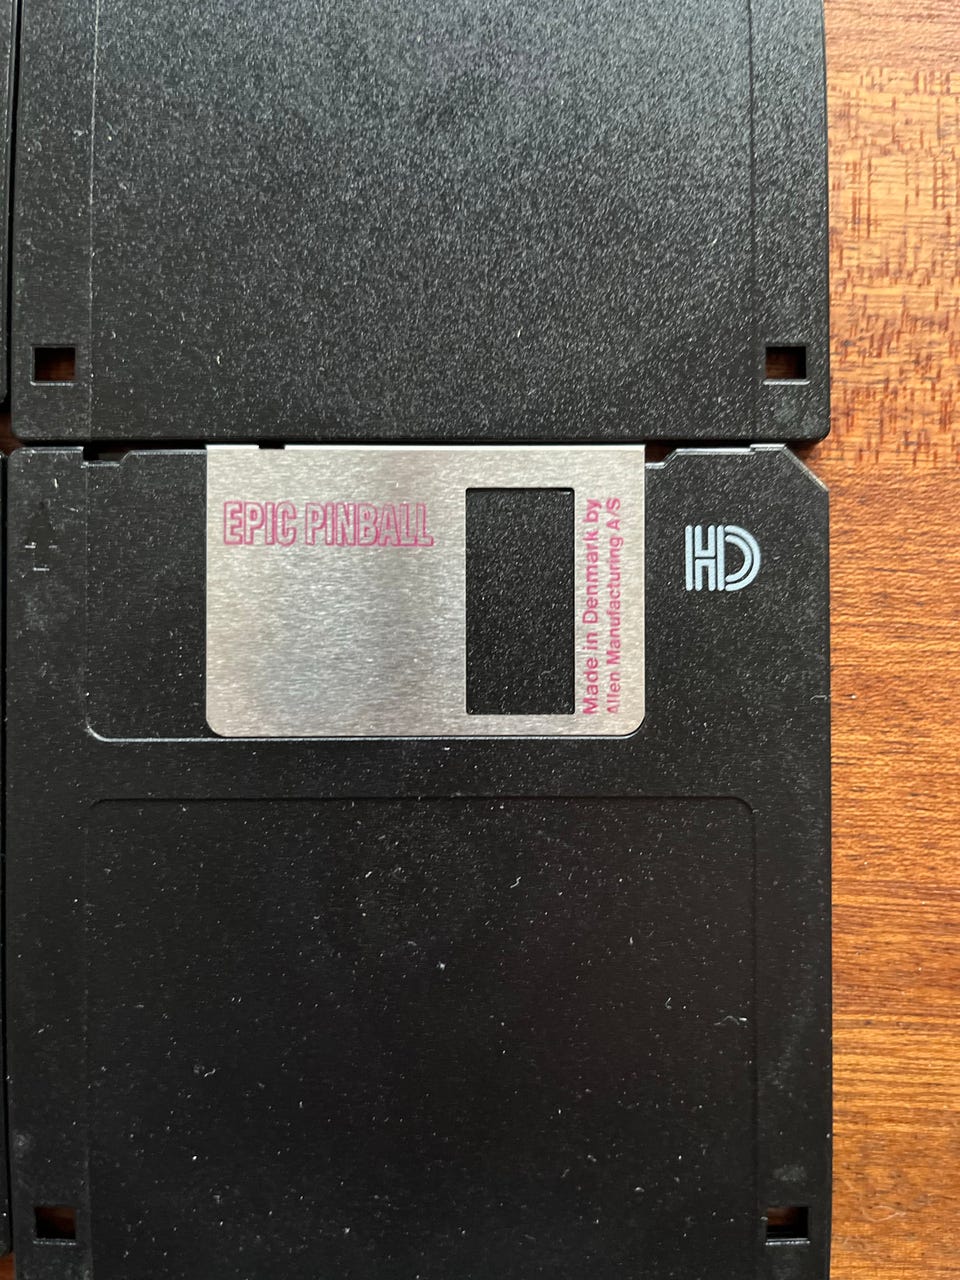 EPIC PINBALL
Made in Denmark by
Allen Manufacturing A/S
HD